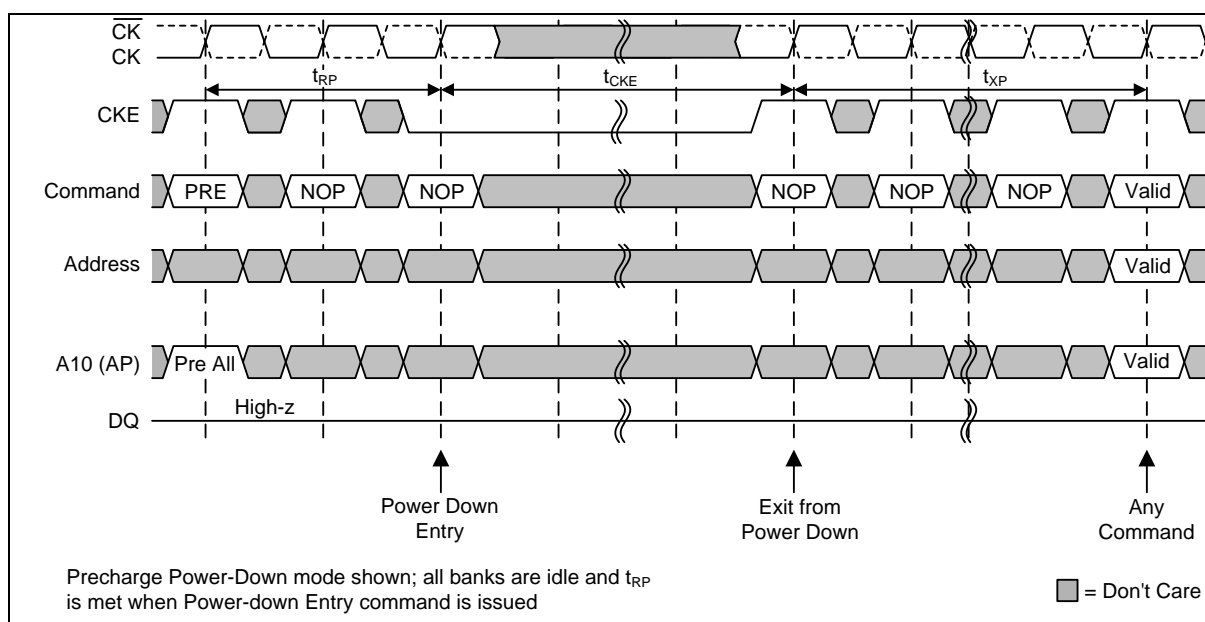 C̅K̅
CK
tRP
tCKE
tXP
CKE
Command
PRE
NOP
NOP
NOP
NOP
NOP
Valid
Address
Valid
A10 (AP)
Pre All
Valid
High-z
DQ
Power Down
Entry
Exit from
Power Down
Any
Command
Precharge Power-Down mode shown; all banks are idle and tRP
is met when Power-down Entry command is issued
= Don't Care